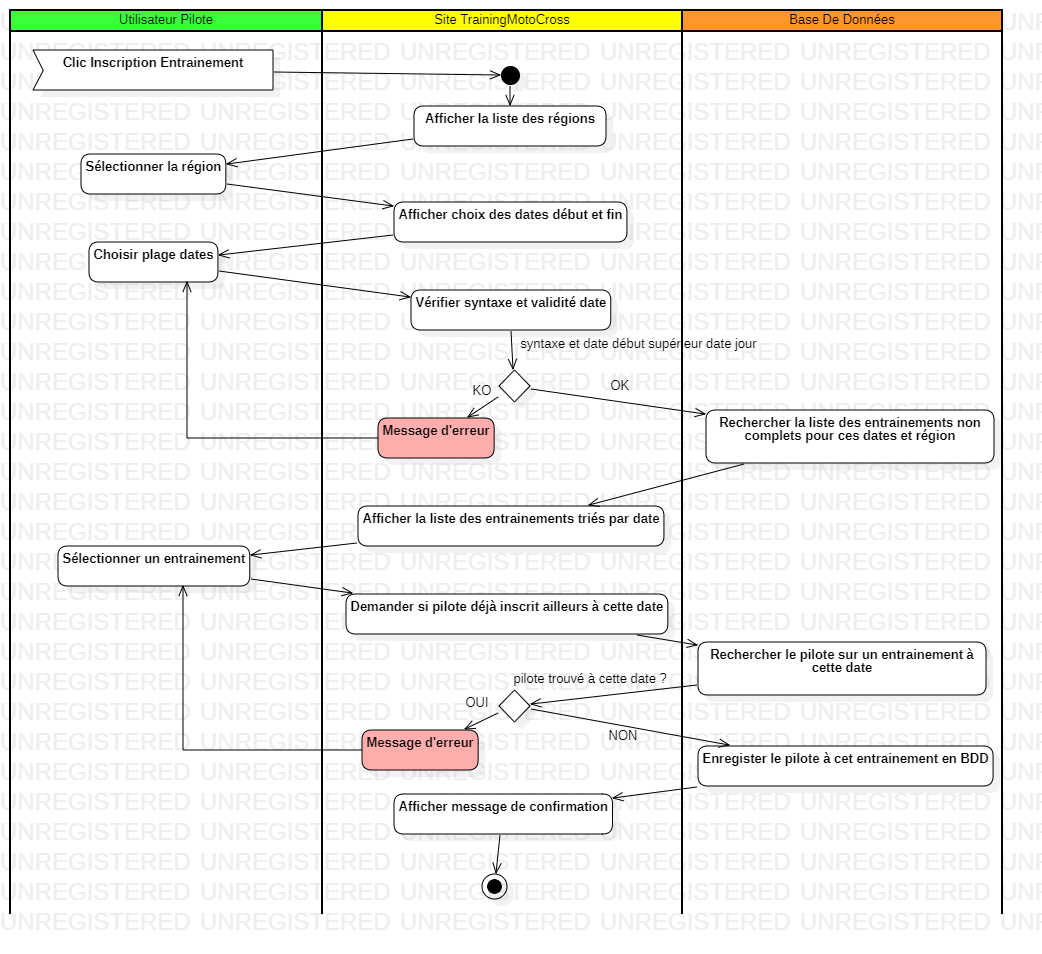 Utilisateur Pilote
Site TrainingMotoCross
Base De Données
Clic Inscription Entrainement
Afficher la liste des régions
Sélectionner la région
Afficher choix des dates début et fin
Choisir plage dates
Vérifier syntaxe et validité date
syntaxe et date début supérieur date jour
KO
OK
Message d'erreur
Rechercher la liste des entrainements non
complets pour ces dates et région
Afficher la liste des entrainements triés par date
Sélectionner un entrainement
Demander si pilote déjà inscrit ailleurs à cette date
Rechercher le pilote sur un entrainement à
cette date
pilote trouvé à cette date ?
OUI
NON
Message d'erreur
Enregister le pilote à cet entrainement en BDD
Afficher message de confirmation
UNREGISTERED